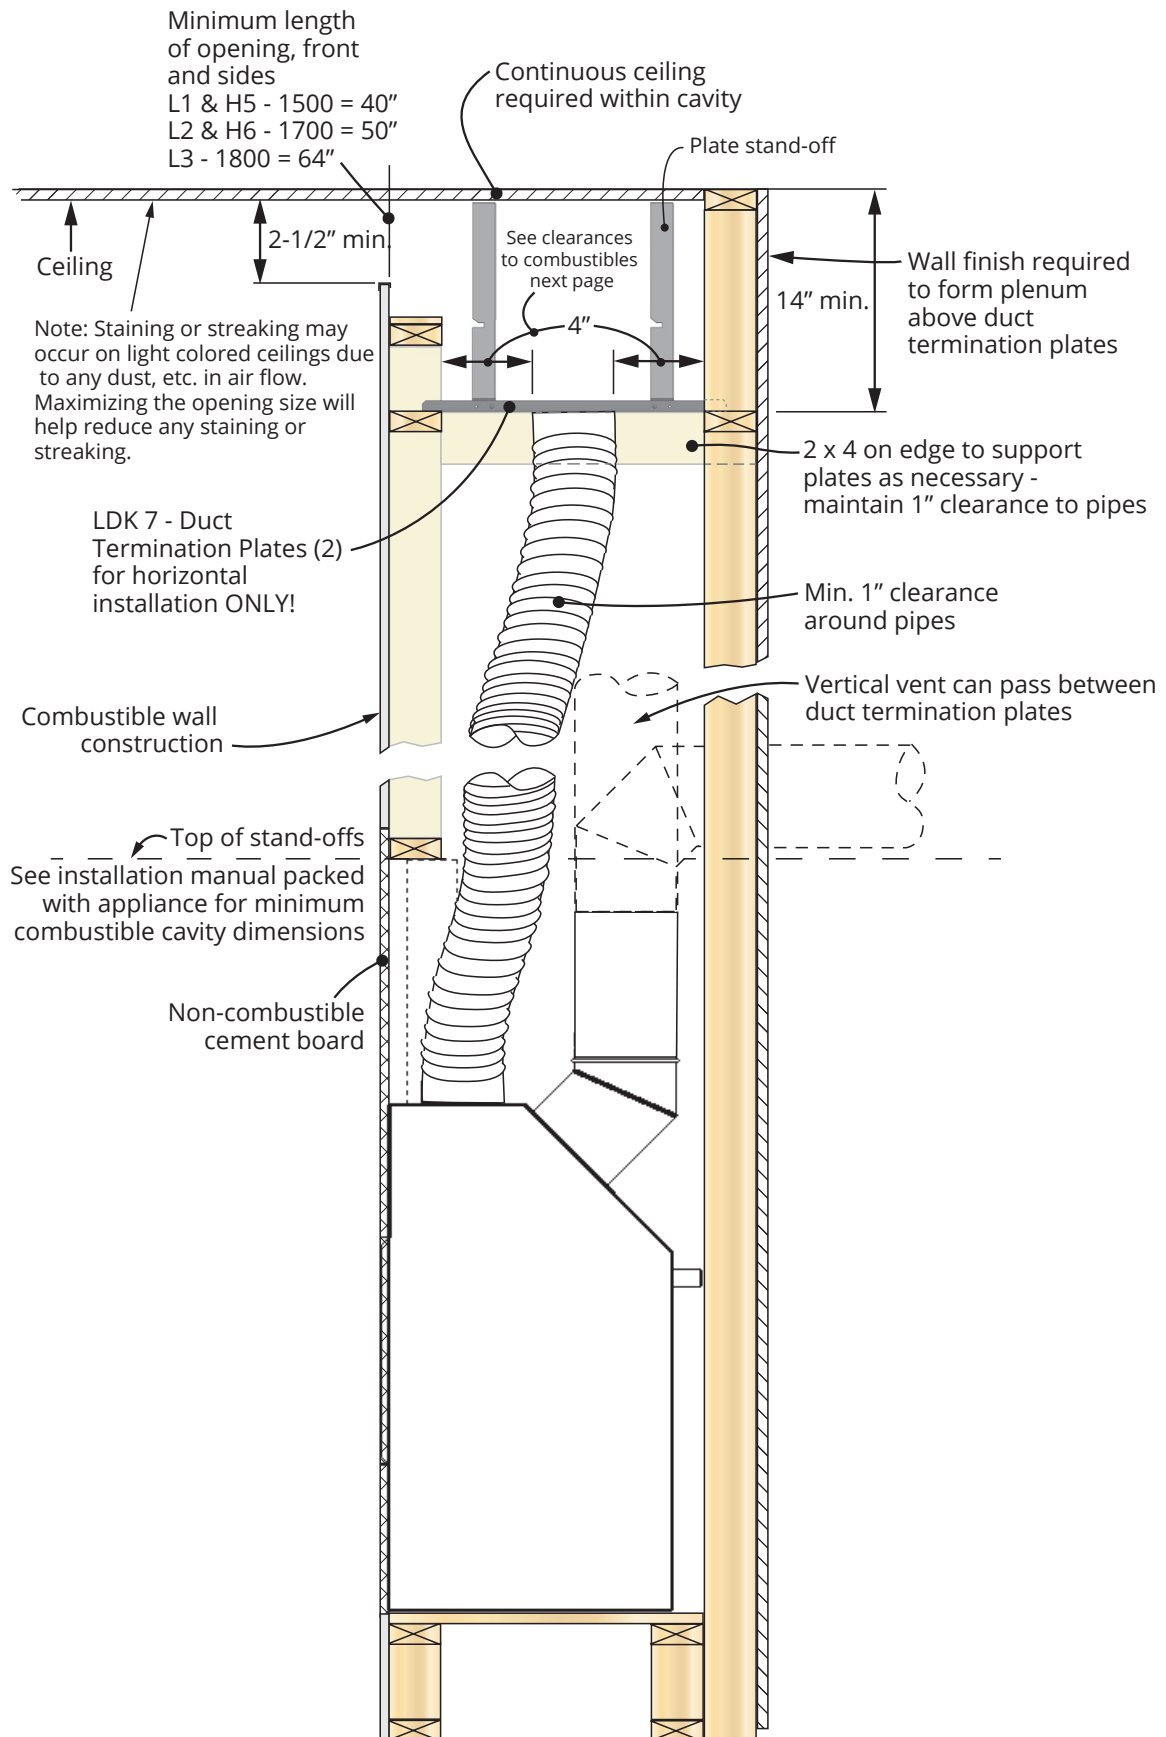 Minimum length
of opening, front
and sides
L1 & H5 - 1500 = 40”
L2 & H6 - 1700 = 50”
L3 - 1800 = 64”
Continuous ceiling
required within cavity
Plate stand-off
2-1/2” min.
See clearances
to combustibles
next page
4”
Ceiling
14” min.
Wall finish required
to form plenum
above duct
termination plates
Note: Staining or streaking may
occur on light colored ceilings due
to any dust, etc. in air flow.
Maximizing the opening size will
help reduce any staining or
streaking.
2 x 4 on edge to support
plates as necessary -
maintain 1” clearance to pipes
LDK 7 - Duct
Termination Plates (2)
for horizontal
installation ONLY!
Min. 1” clearance
around pipes
Vertical vent can pass between
duct termination plates
Combustible wall
construction
Top of stand-offs
See installation manual packed
with appliance for minimum
combustible cavity dimensions
Non-combustible
cement board